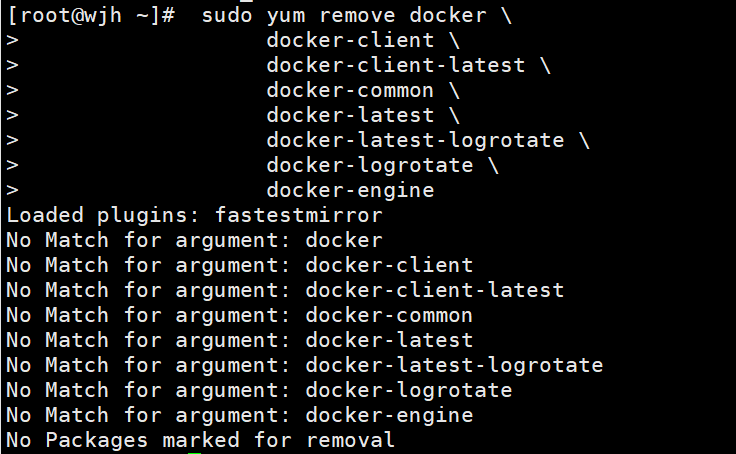 [root@wjh ~]#  sudo yum remove docker \
>                   docker-client \
>                   docker-client-latest \
>                   docker-common \
>                   docker-latest \
>                   docker-latest-logrotate \
>                   docker-logrotate \
>                   docker-engine
Loaded plugins: fastestmirror
No Match for argument: docker
No Match for argument: docker-client
No Match for argument: docker-client-latest
No Match for argument: docker-common
No Match for argument: docker-latest
No Match for argument: docker-latest-logrotate
No Match for argument: docker-logrotate
No Match for argument: docker-engine
No Packages marked for removal